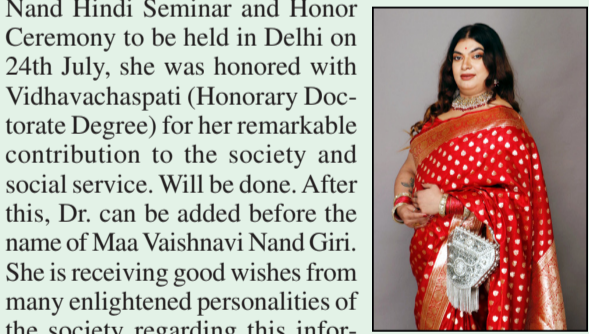 Nand Hindi Seminar and Honor
Ceremony to be held in Delhi on
24th July, she was honored with
Vidhavachaspati (Honorary Doc-
torate Degree) for her remarkable
contribution to the society and
social service. Will be done. After
this, Dr. can be added before the
name of Maa Vaishnavi Nand Giri.
She is receiving good wishes from
many enlightened personalities of
the society regarding this infor-